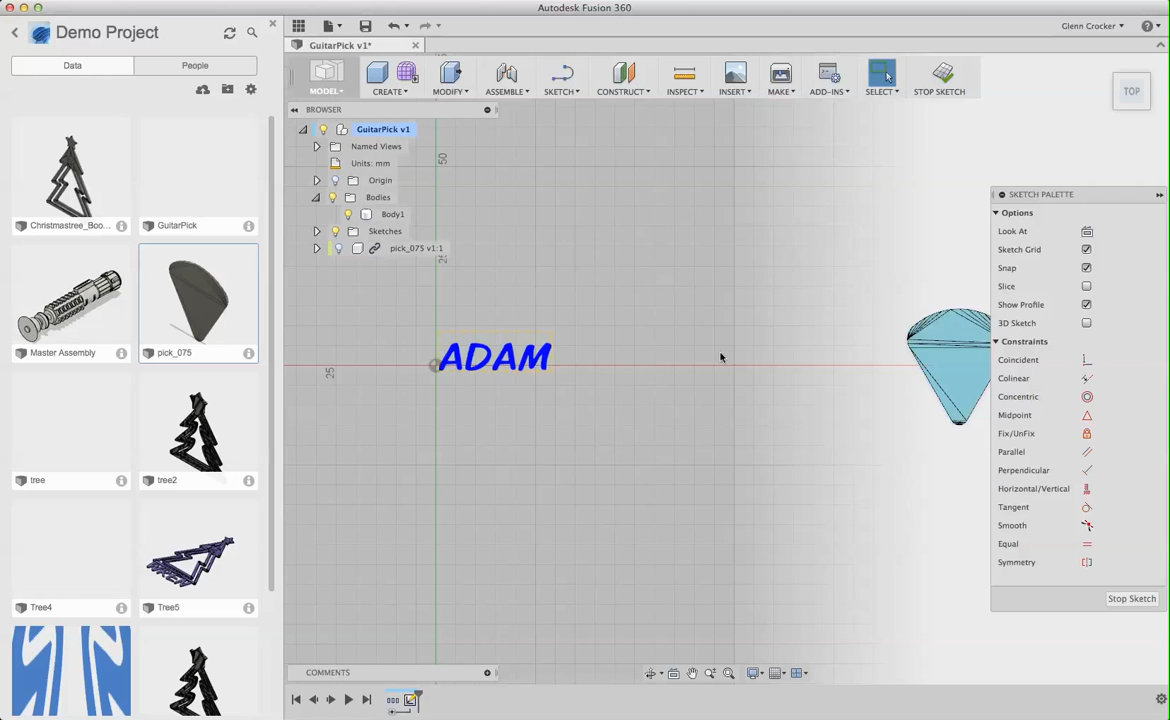 Autodesk Fusion 360
Demo Project
Data
People
Christmastree_Boo...
GuitarPick
Master Assembly
pick_075
tree
tree2
Tree4
Tree5
Glenn Crocker
GuitarPick v1*
MODEL
CREATE
MODIFY
ASSEMBLE
SKETCH
CONSTRUCT
INSPECT
INSERT
MAKE
ADD-INS
SELECT
STOP SKETCH
BROWSER
GuitarPick v1
Named Views
Units: mm
Origin
Bodies
Body1
Sketches
pick_075 v1:1
50
25
25
ADAM
TOP
SKETCH PALETTE
Options
Look At
Sketch Grid
Snap
Slice
Show Profile
3D Sketch
Constraints
Coincident
Colinear
Concentric
Midpoint
Fix/UnFix
Parallel
Perpendicular
Horizontal/Vertical
Tangent
Smooth
Equal
Symmetry
Stop Sketch
COMMENTS